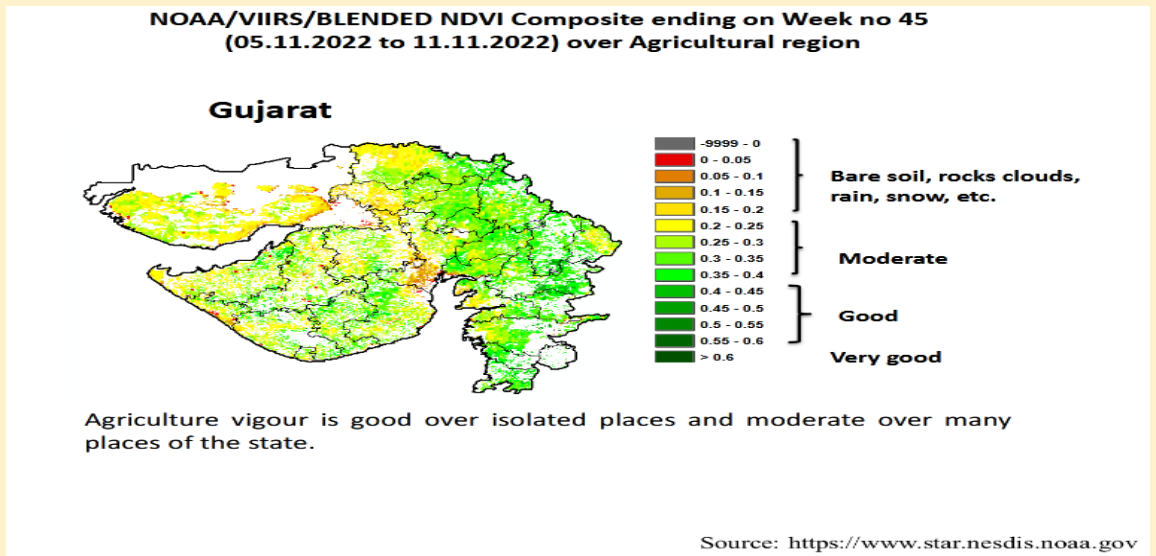 NOAA/VIIRS/BLENDED NDVI Composite ending on Week no 45
(05.11.2022 to 11.11.2022) over Agricultural region
Gujarat
-9999 - 0
0 - 0.05
0.05 - 0.1
0.1 - 0.15
0.15 - 0.2
0.2 - 0.25
0.25 - 0.3
0.3 - 0.35
0.35 - 0.4
0.4 - 0.45
0.45 - 0.5
0.5 - 0.55
0.55 - 0.6
> 0.6
Bare soil, rocks clouds,
rain, snow, etc.
Moderate
Good
Very good
Agriculture vigour is good over isolated places and moderate over many
places of the state.
Source: https://www.star.nesdis.noaa.gov